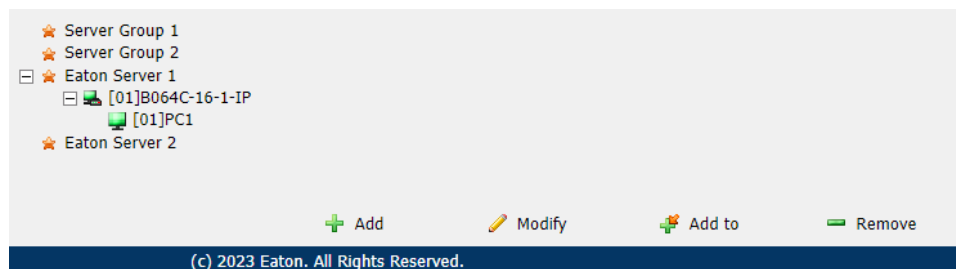 Server Group 1
Server Group 2
Eaton Server 1
[01]B064C-16-1-IP
[01]PC1
Eaton Server 2
Add Modify Add to Remove
(c) 2023 Eaton. All Rights Reserved.